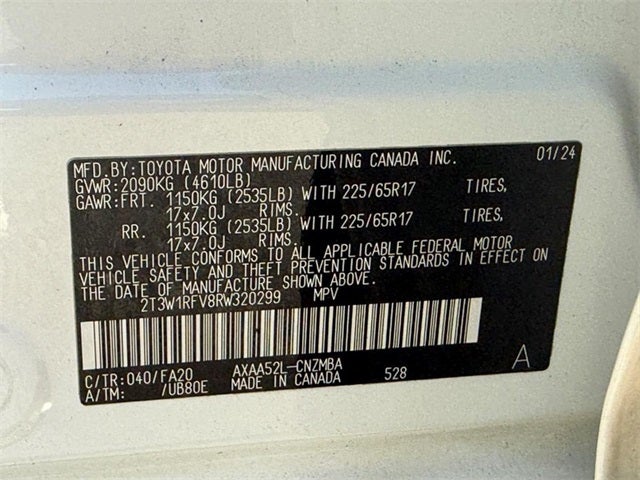 MFD.BY:TOYOTA MOTOR MANUFACTURING CANADA INC. 01/24
GVWR:2090KG (4610LB)
GAWR:FRT. 1150KG (2535LB) WITH 225/65R17 TIRES,
17x7.0J RIMS.
RR. 1150KG (2535LB) WITH 225/65R17 TIRES,
17x7.0J RIMS.
THIS VEHICLE CONFORMS TO ALL APPLICABLE FEDERAL MOTOR
VEHICLE SAFETY AND THEFT PREVENTION STANDARDS IN EFFECT ON
THE DATE OF MANUFACTURE SHOWN ABOVE.
2T3W1RFV8RW320299 MPV
C/TR:040/FA20 AXAA52L-CNZMBA 528 A
A/TM: /UB80E MADE IN CANADA